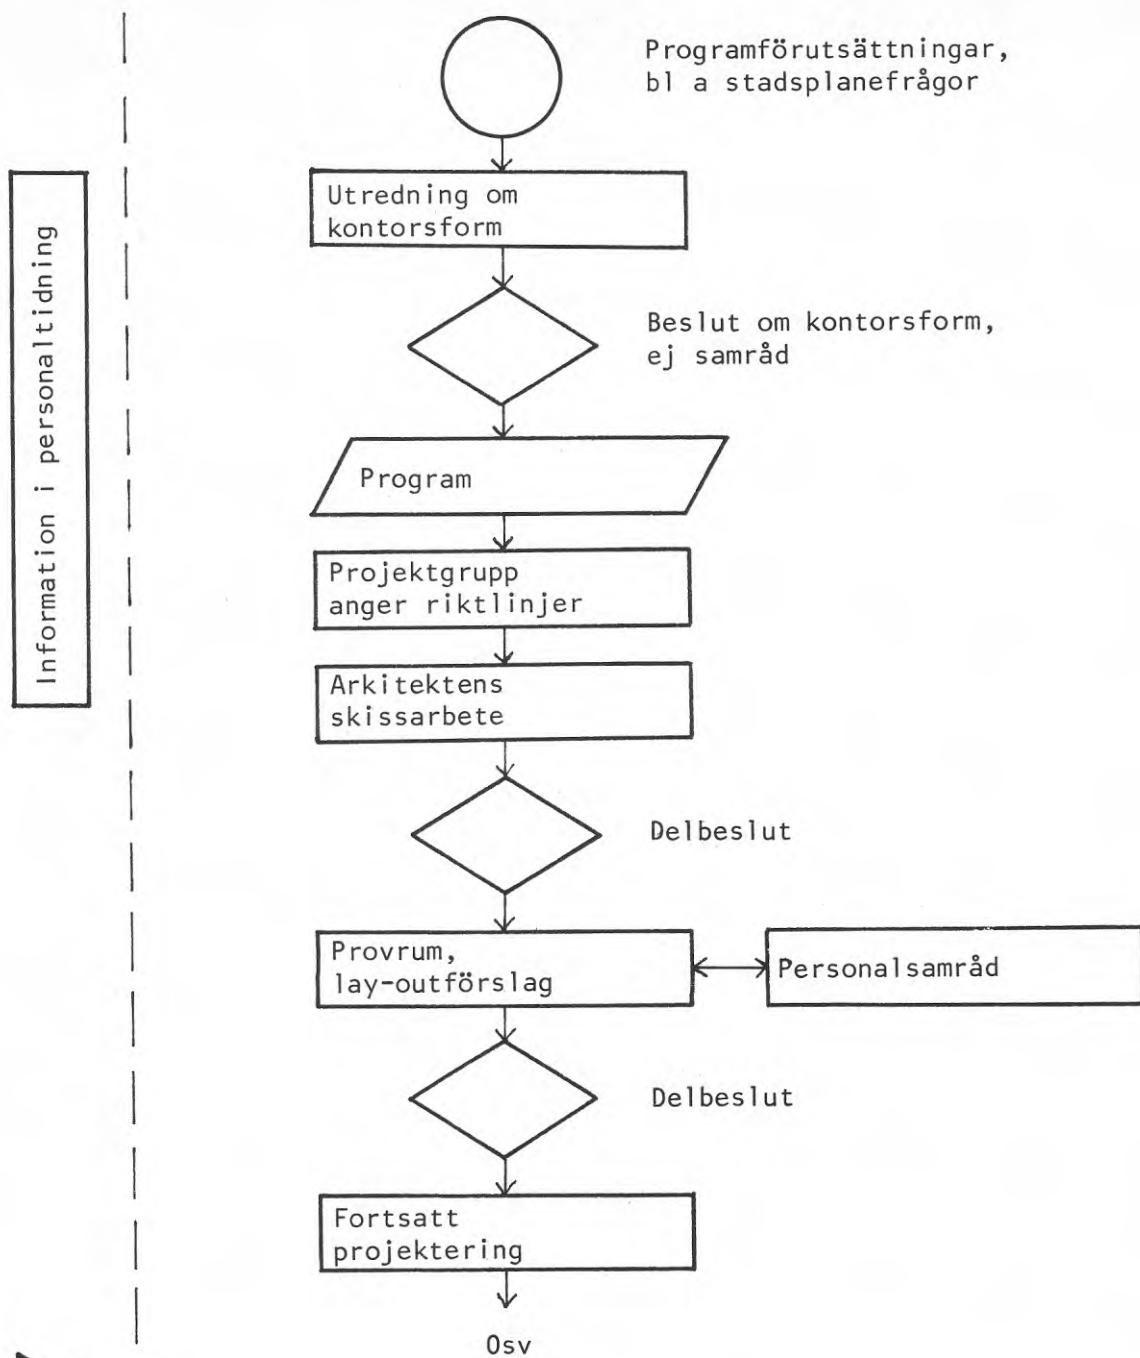 Programförutsättningar,
bl a stadsplanefrågor
Utredning om
kontorsform
Information i personaltidning
Beslut om kontorsform,
ej samråd
Program
Projektgrupp
anger riktlinjer
Arkitektens
skissarbete
Delbeslut
Provrum,
lay-outförslag
Personalsamråd
Delbeslut
Fortsatt
projektering
Osv